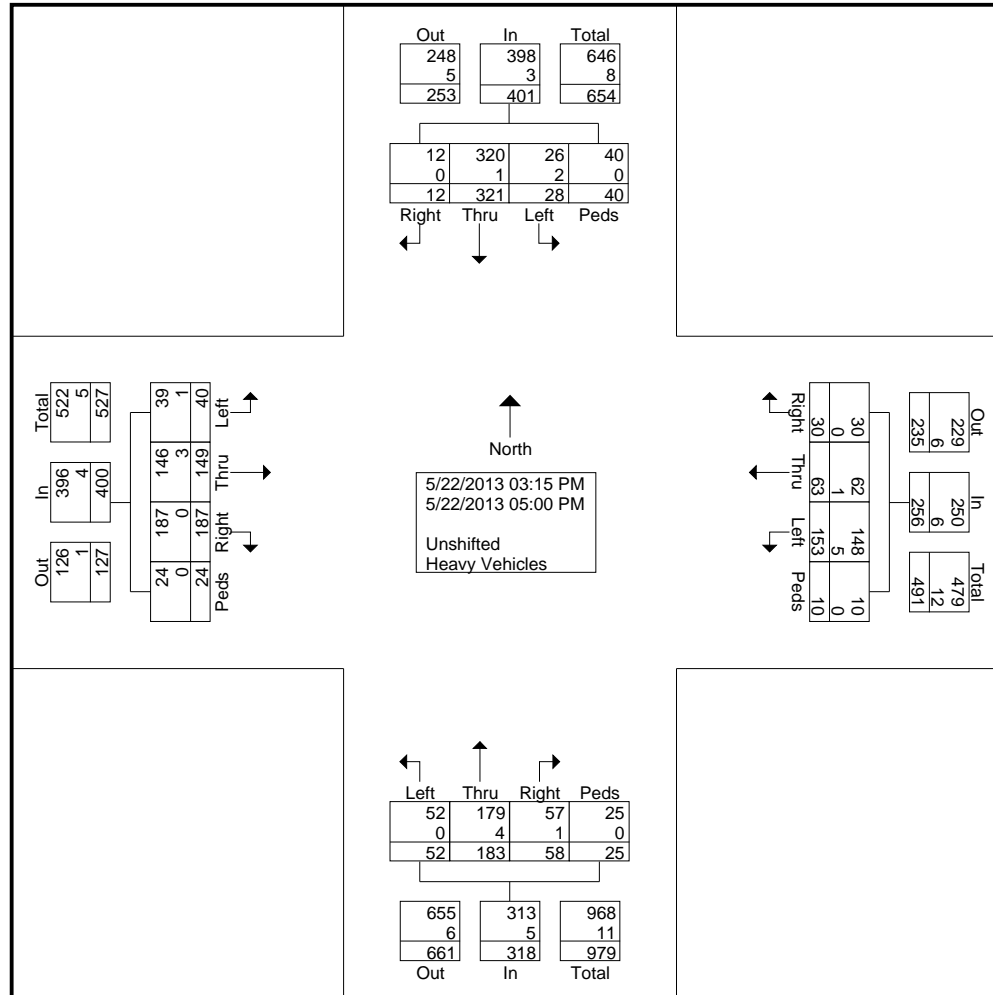 Out In Total
248 398 646
5 3 8
253 401 654
12 320 26 40
0 1 2 0
12 321 28 40
Right Thru Left Peds
Total
522
5
527
In
396
4
400
Out
126
1
127
39
1
40
Left
146
3
149
Thru
187
0
187
Right
24
0
24
Peds
North
5/22/2013 03:15 PM
5/22/2013 05:00 PM
Unshifted
Heavy Vehicles
Right
30
0
30
Thru
62
1
63
Left
148
5
153
Peds
10
0
10
Out
229
6
235
In
250
6
256
Total
479
12
491
Left Thru Right Peds
52 179 57 25
0 4 1 0
52 183 58 25
655 313 968
6 5 11
661 318 979
Out In Total